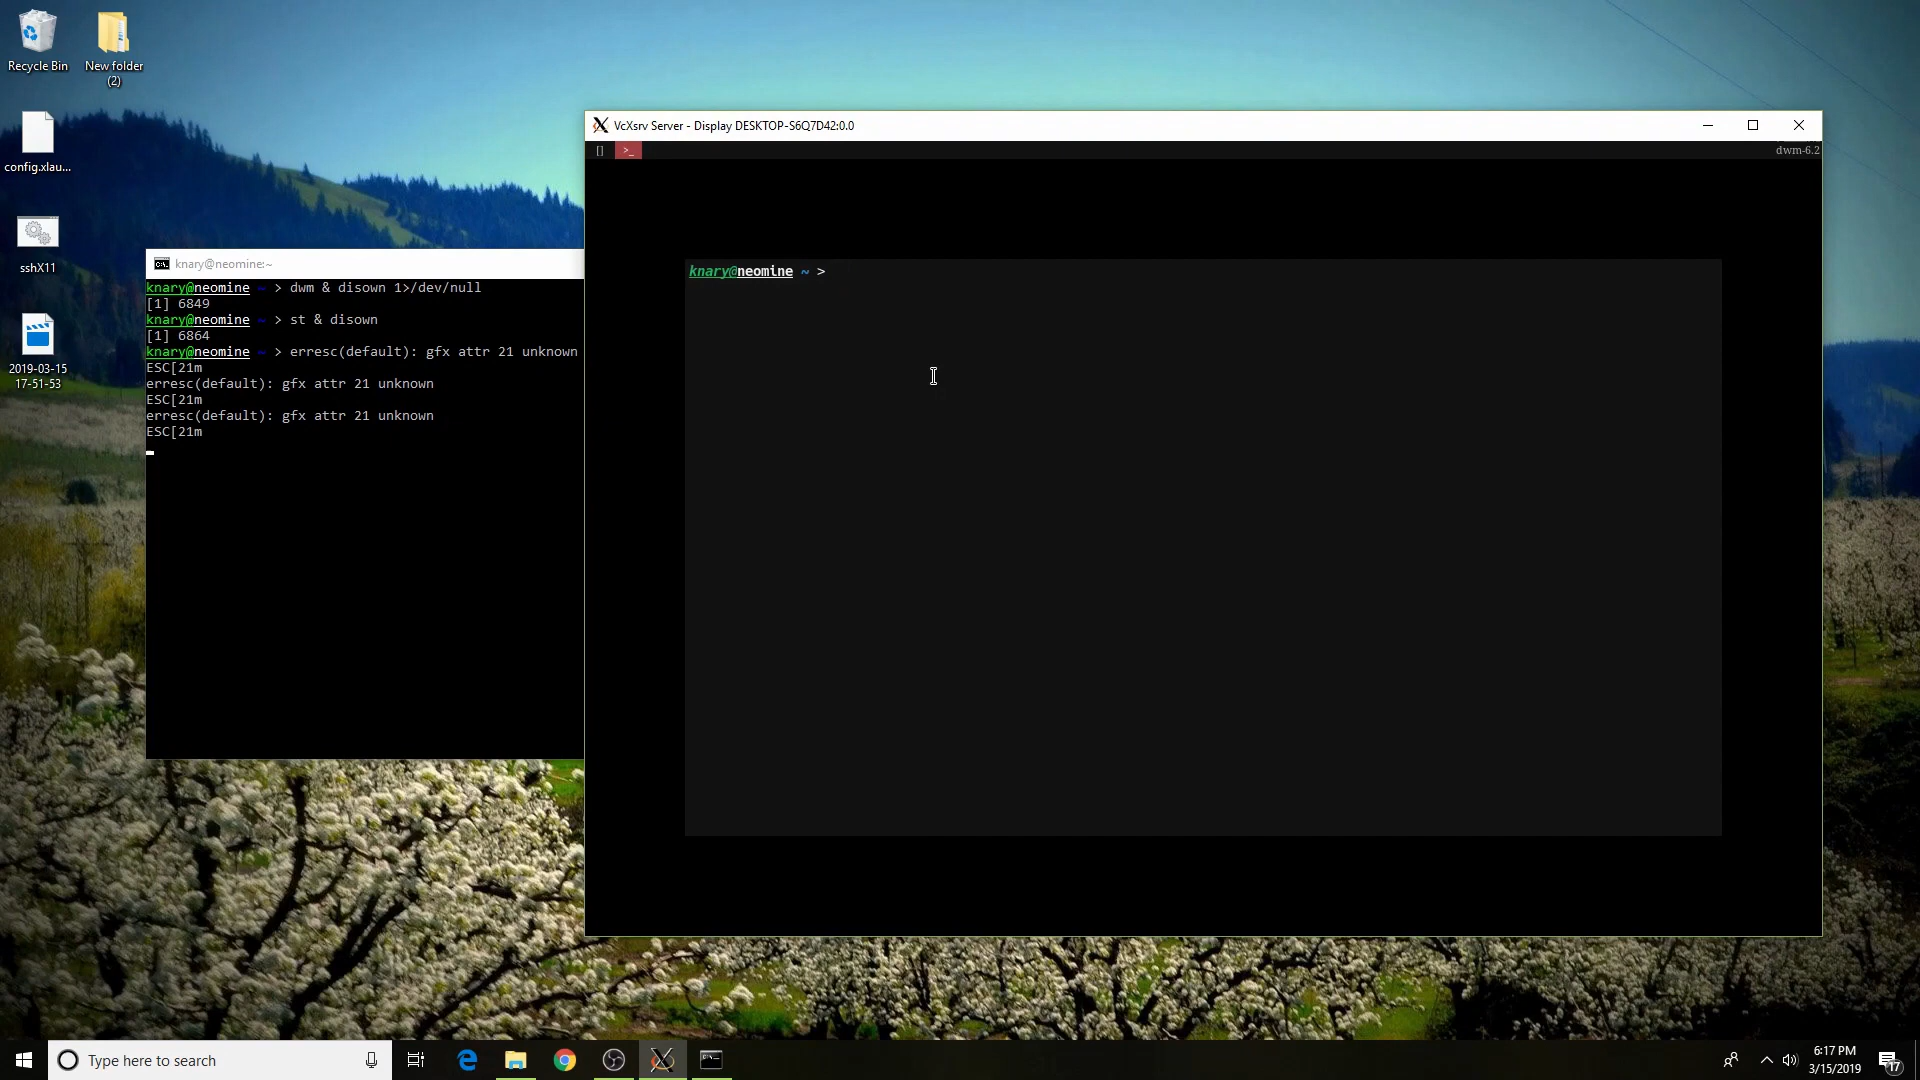 Recycle Bin
New folder
(2)
config.xlau...
sshX11
2019-03-15
17-51-53
knary@neomine:~
knary@neomine ~ > dwm & disown 1>/dev/null
[1] 6849
knary@neomine ~ > st & disown
[1] 6864
knary@neomine ~ > erresc(default): gfx attr 21 unknown
ESC[21m
erresc(default): gfx attr 21 unknown
ESC[21m
erresc(default): gfx attr 21 unknown
ESC[21m
VcXsrv Server - Display DESKTOP-S6Q7D42:0.0
[] >_ dwm-6.2
knary@neomine ~ >
Type here to search
6:17 PM
3/15/2019
17